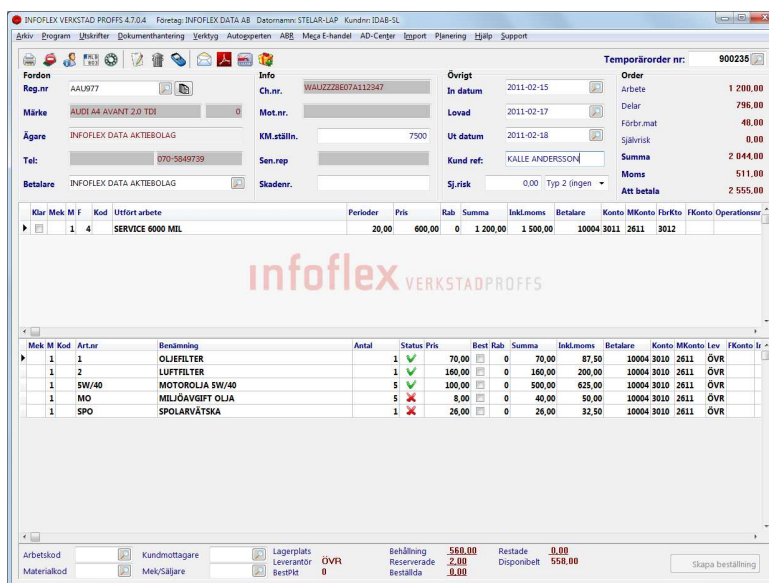 INFOFLEX VERKSTAD PROFFS 4.7.0.4 Företag: INFOFLEX DATA AB Datornamn: STELAR-LAP Kundnr: IDAB-SL
Arkiv Program Utskrifter Dokumenthantering Verktyg Autoexperten ABR Mega E-handel AD-Center Import Planering Hjälp Support
Temporärorder nr: 900235
Fordon Info Övrigt Order
Reg.nr AAU977 Ch.nr. WAUZZZ8E07A112347 In datum 2011-02-15 Arbete 1 200,00
Märke AUDI A4 AVANT 2.0 TDI 0 Mot.nr. Lovad 2011-02-17 Delar 796,00
Förbr.mat 48,00
Ägare INFOFLEX DATA AKTIEBOLAG KM.ställn. 7500 Ut datum 2011-02-18 Självrisk 0,00
Tel: 070-5849739 Sen.rep Kund ref: KALLE ANDERSSON Summa 2 044,00
Moms 511,00
Betalare INFOFLEX DATA AKTIEBOLAG Skadenr. Sj.risk 0,00 Typ 2 (ingen Att betala 2 555,00
Klar Mek M F Kod Utfört arbete Perioder Pris Rab Summa Inkl.moms Betalare Konto MKonto FbrKto FKonto Operationsnr
1 4 SERVICE 6000 MIL 20,00 600,00 0 1 200,00 1 500,00 10004 3011 2611 3012
infoflex VERKSTADPROFFS
Mek M Kod Art.nr Benämning Antal Status Pris Best Rab Summa Inkl.moms Betalare Konto MKonto Lev FKonto
1 1 OLJEFILTER 1 70,00 0 70,00 87,50 10004 3010 2611 ÖVR
1 2 LUFTFILTER 1 160,00 0 160,00 200,00 10004 3010 2611 ÖVR
1 5W/40 MOTOROLJA 5W/40 5 100,00 0 500,00 625,00 10004 3010 2611 ÖVR
1 MO MILJÖAVGIFT OLJA 5 8,00 0 40,00 50,00 10004 3010 2611 ÖVR
1 SPO SPOLARVÄTSKA 1 26,00 0 26,00 32,50 10004 3010 2611 ÖVR
Arbetskod Kundmottagare Lagerplats Behållning 560,00 Restade 0,00
Leverantör ÖVR Reserverade 2,00 Disponibelt 558,00
Materialkod Mek/Säljare BestPkt 0 Beställda 0,00
Skapa beställning